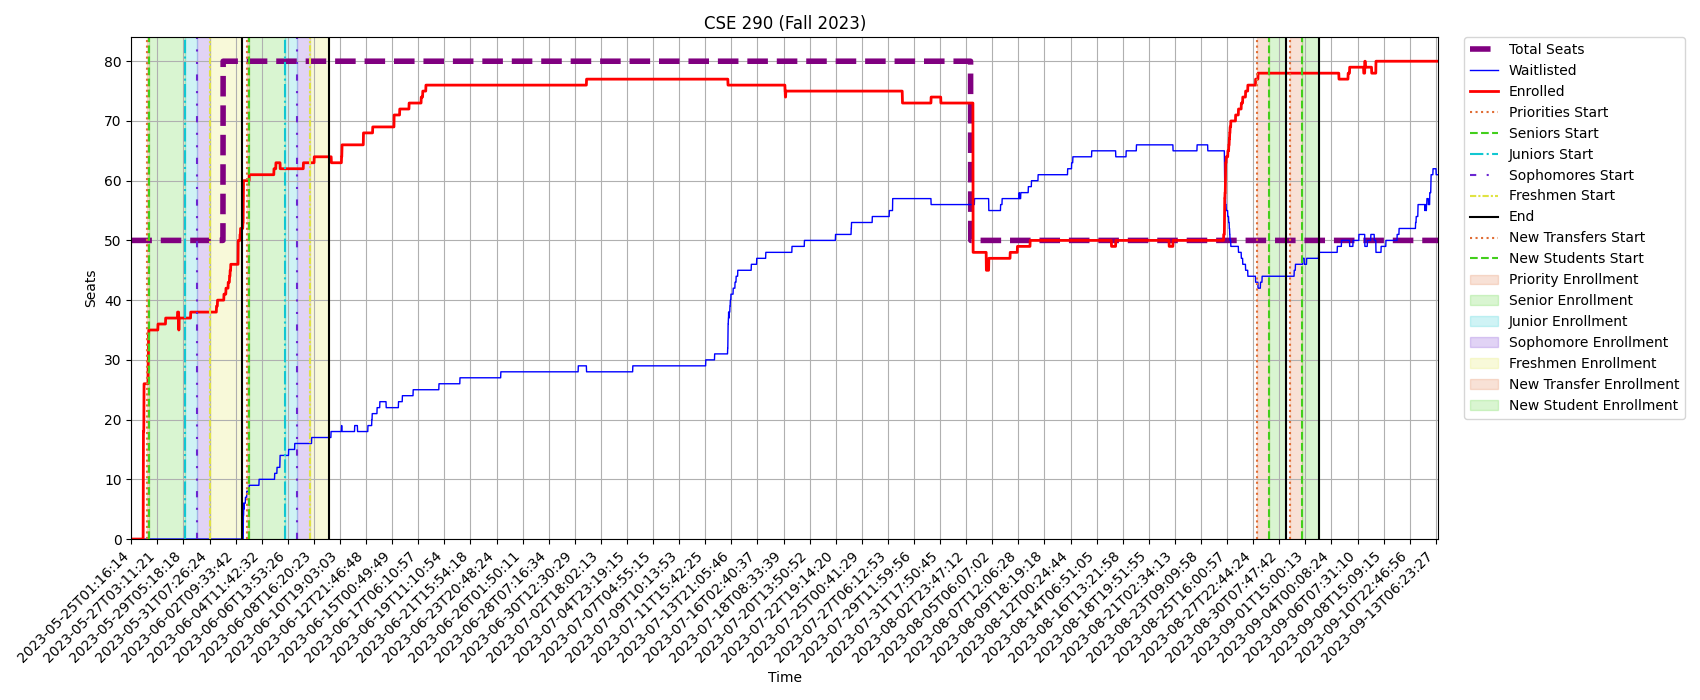 CSE 290 (Fall 2023)
Seats
80
70
60
50
40
30
20
10
0
2023-05-25T01:16:14
2023-05-27T03:11:21
2023-05-29T05:18:18
2023-05-31T07:26:24
2023-06-02T09:33:42
2023-06-04T11:42:32
2023-06-06T13:53:26
2023-06-08T16:20:23
2023-06-10T19:03:03
2023-06-12T21:46:48
2023-06-15T00:49:49
2023-06-17T06:10:57
2023-06-19T11:10:54
2023-06-21T15:54:18
2023-06-23T20:48:24
2023-06-26T01:50:11
2023-06-28T07:16:34
2023-06-30T12:30:29
2023-07-02T18:02:13
2023-07-04T23:19:15
2023-07-07T04:55:15
2023-07-09T10:13:53
2023-07-11T15:42:25
2023-07-13T21:05:46
2023-07-16T02:40:37
2023-07-18T08:33:39
2023-07-20T13:50:52
2023-07-22T19:14:20
2023-07-25T00:41:29
2023-07-27T06:12:53
2023-07-29T11:59:56
2023-07-31T17:50:45
2023-08-02T23:47:12
2023-08-05T06:07:02
2023-08-07T12:06:28
2023-08-09T18:19:18
2023-08-12T00:24:44
2023-08-14T06:51:05
2023-08-16T13:21:58
2023-08-18T19:51:55
2023-08-21T02:34:13
2023-08-23T09:09:58
2023-08-25T16:00:57
2023-08-27T22:44:24
2023-08-30T07:47:42
2023-09-01T15:00:13
2023-09-04T00:08:24
2023-09-06T07:31:10
2023-09-08T15:09:15
2023-09-10T22:46:56
2023-09-13T06:23:27
Time
Total Seats
Waitlisted
Enrolled
Priorities Start
Seniors Start
Juniors Start
Sophomores Start
Freshmen Start
End
New Transfers Start
New Students Start
Priority Enrollment
Senior Enrollment
Junior Enrollment
Sophomore Enrollment
Freshmen Enrollment
New Transfer Enrollment
New Student Enrollment